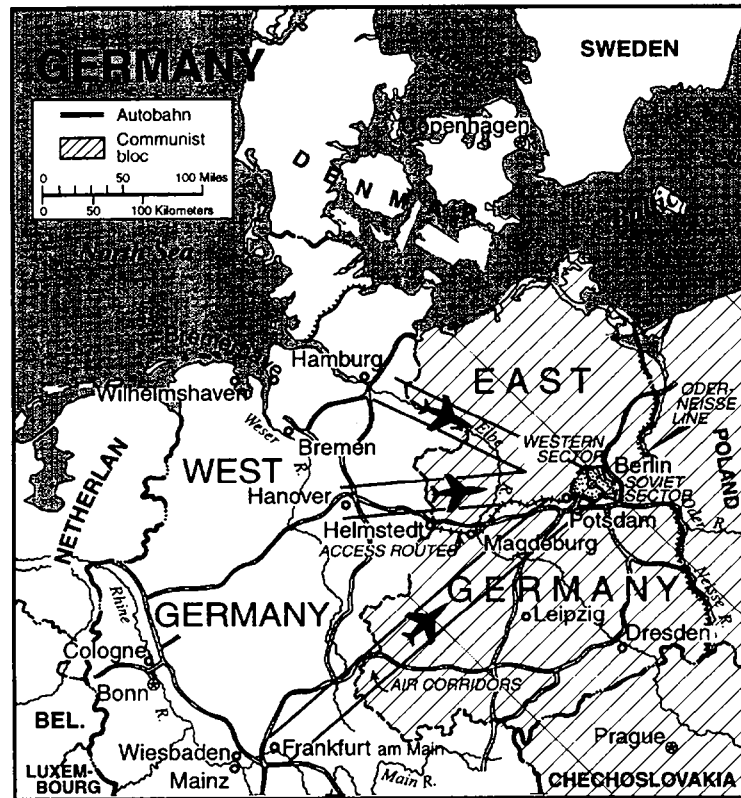 GERMANY
Autobahn
Communist
bloc
0 50 100 Miles
0 50 100 Kilometers
SWEDEN
Copenhagen
DENMARK
North Sea
Hamburg
Bremerhaven
Wilhelmshaven
EAST
ODER-
NEISSE
LINE
Elbe
Weser
R.
Bremen
WESTERN
SECTOR
WEST
Berlin
SOVIET
SECTOR
POLAND
NETHERLAN
Hanover
Oder R.
Helmstedt
Potsdam
ACCESS ROUTES
Magdeburg
Rhine
GERMANY
GERMANY
Neisse R.
Leipzig
Dresden
Cologne
Bonn
R.
AIR CORRIDORS
BEL.
Prague
Wiesbaden
Frankfurt am Main
LUXEM-
BOURG
Mainz
Main R.
CHECHOSLOVAKIA